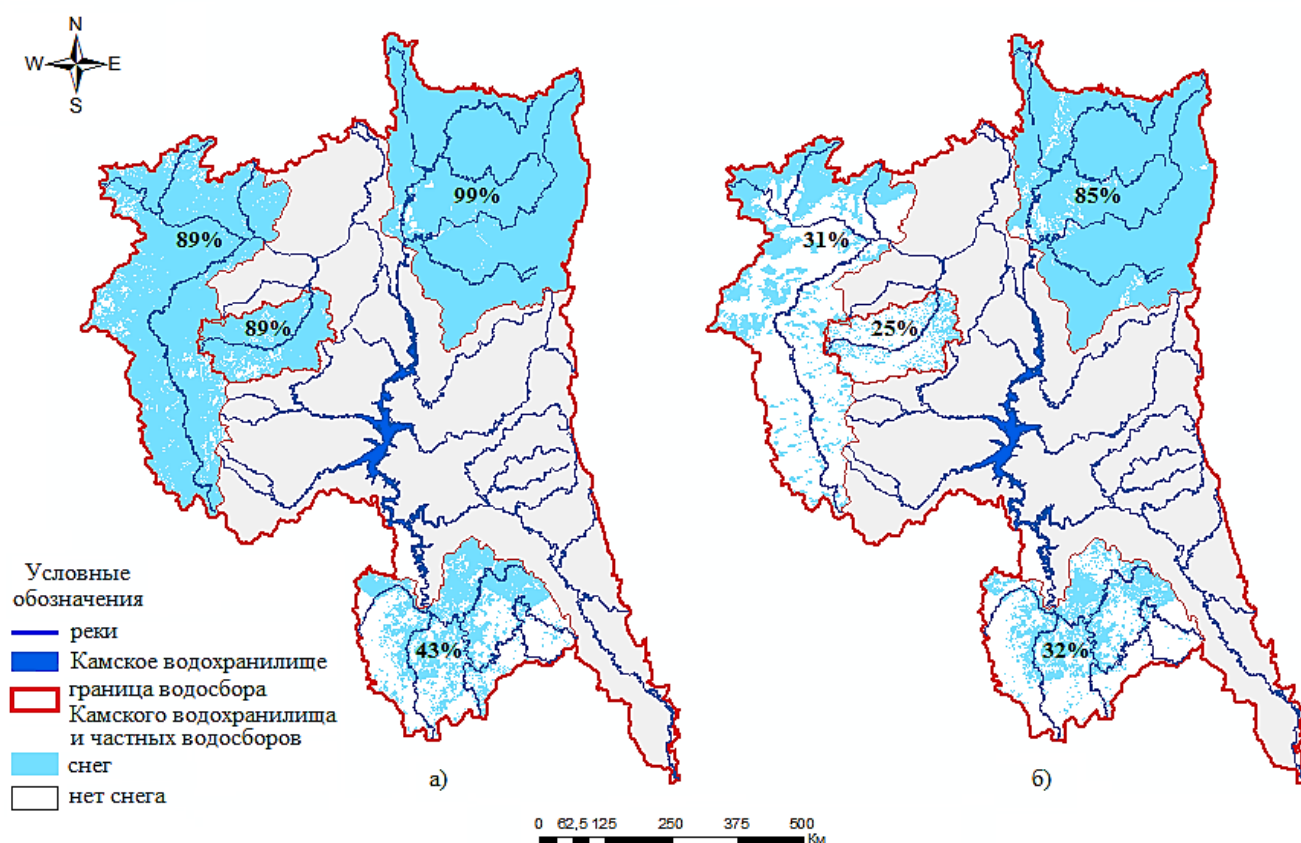 N
W E
S
99%
89%
89%
43%
85%
31%
25%
32%
Условные
обозначения
реки
Камское водохранилище
граница водосбора
Камского водохранилища
и частных водосборов
снег
нет снега
а)
б)
0 62,5 125 250 375 500
Км